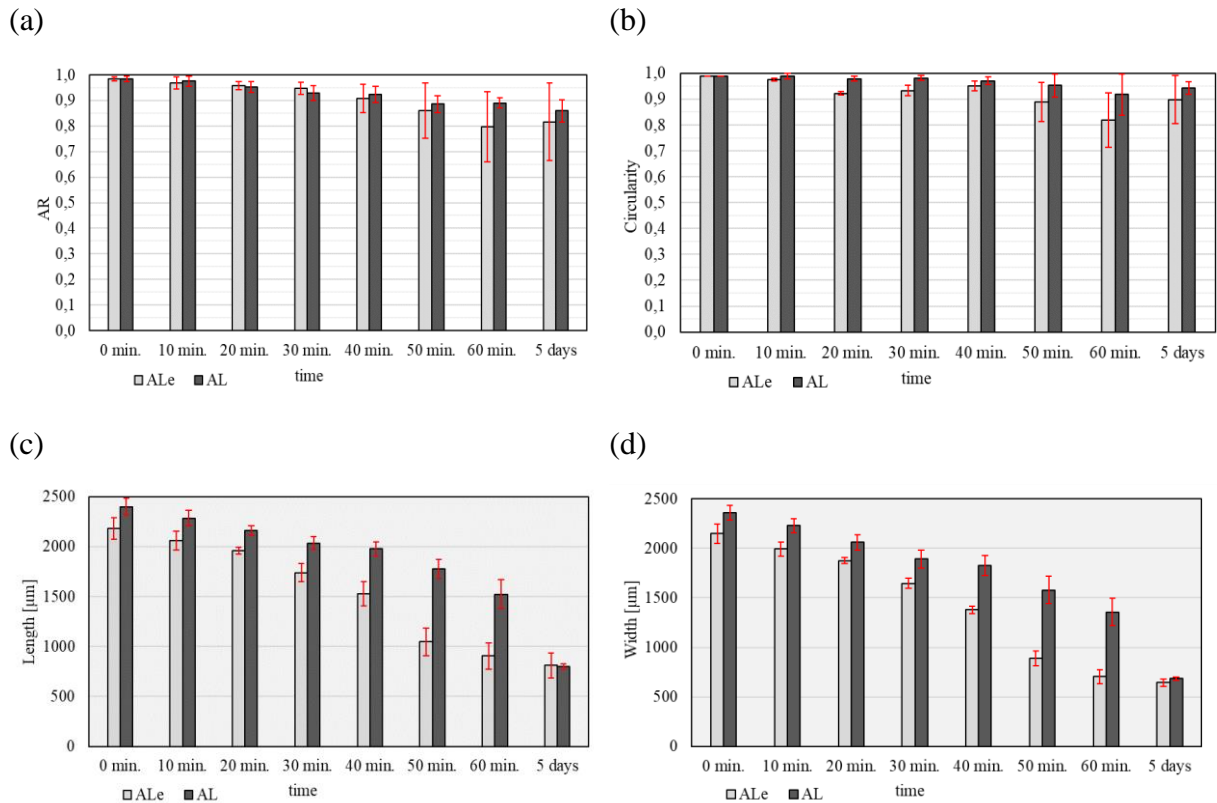 (a)
1,0
0,9
0,8
0,7
0,6
0,5
0,4
0,3
0,2
0,1
0,0
AR
0 min. 10 min. 20 min. 30 min. 40 min. 50 min. 60 min. 5 days
time
ALe AL
(b)
1,0
0,9
0,8
0,7
0,6
0,5
0,4
0,3
0,2
0,1
0,0
Circularity
0 min. 10 min. 20 min. 30 min. 40 min. 50 min. 60 min. 5 days
time
ALe AL
(c)
2500
2000
1500
1000
500
0
Length [µm]
0 min. 10 min. 20 min. 30 min. 40 min. 50 min. 60 min. 5 days
time
ALe AL
(d)
2500
2000
1500
1000
500
0
Width [µm]
0 min. 10 min. 20 min. 30 min. 40 min. 50 min. 60 min. 5 days
time
ALe AL